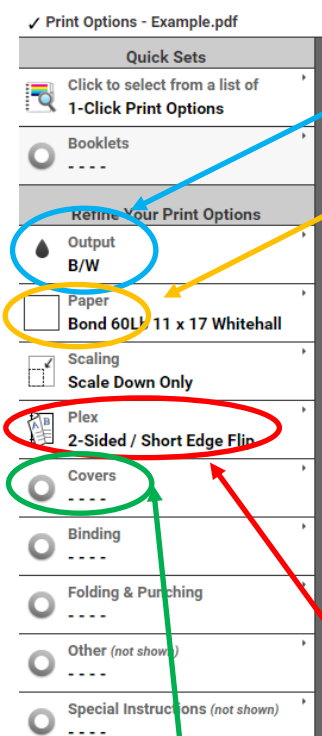 ✓ Print Options - Example.pdf
Quick Sets
Click to select from a list of
1-Click Print Options
Booklets
- - - -
Refine Your Print Options
Output
B/W
Paper
Bond 60Lb 11 x 17 Whitehall
Scaling
Scale Down Only
Plex
A B
2-Sided / Short Edge Flip
Covers
- - - -
Binding
- - - -
Folding & Punching
- - - -
Other (not shown)
- - - -
Special Instructions (not shown)
- - - -